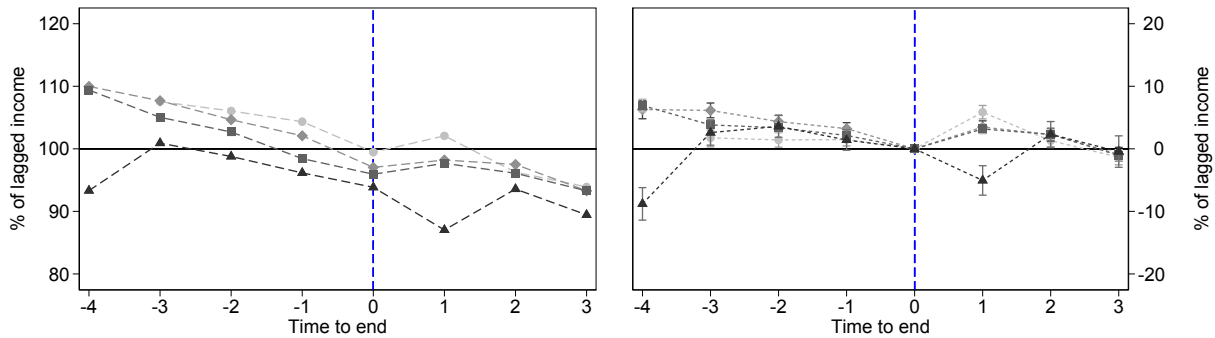 120
110
100
90
80
% of lagged income
-4 -3 -2 -1 0 1 2 3
Time to end
20
10
0
-10
-20
% of lagged income
-4 -3 -2 -1 0 1 2 3
Time to end